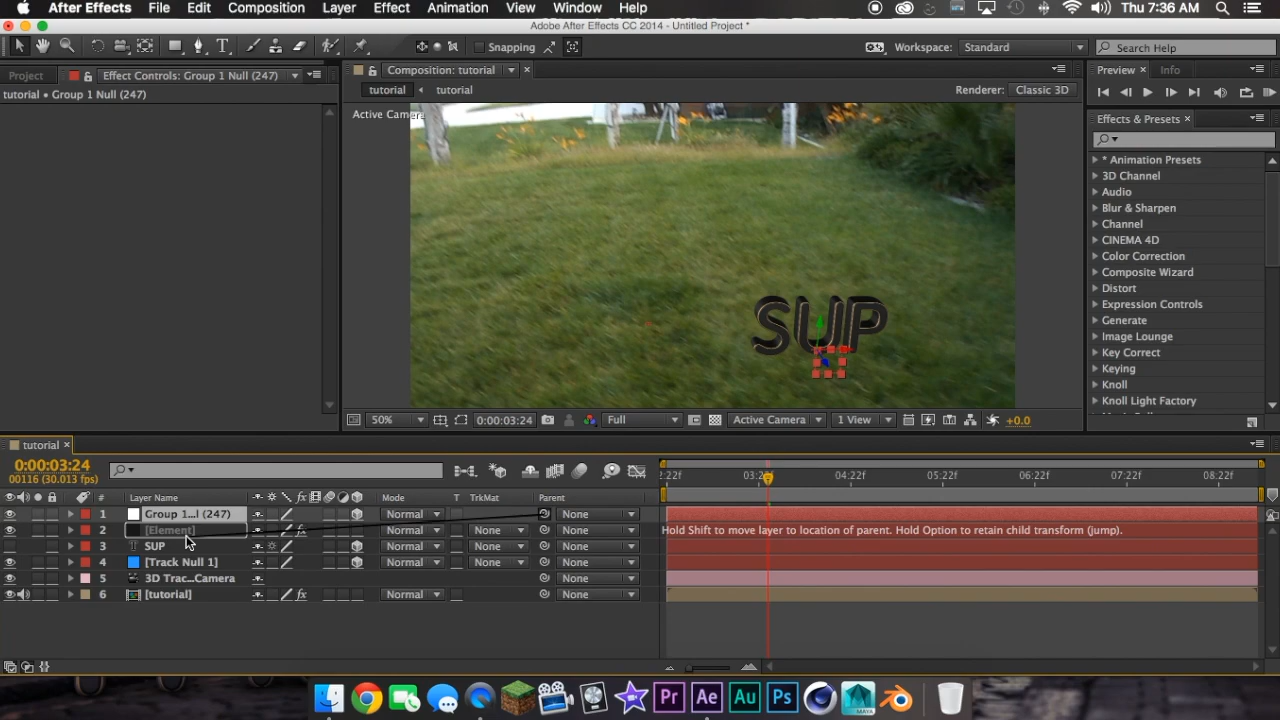 After Effects File Edit Composition Layer Effect Animation View Window Help Thu 7:36 AM
Adobe After Effects CC 2014 - Untitled Project *
Snapping Workspace: Standard Search Help
Project Effect Controls: Group 1 Null (247) Composition: tutorial Preview Info
tutorial • Group 1 Null (247) tutorial tutorial Renderer: Classic 3D
Active Camera
SUP
Effects & Presets
* Animation Presets
3D Channel
Audio
Blur & Sharpen
Channel
CINEMA 4D
Color Correction
Composite Wizard
Distort
Expression Controls
Generate
Image Lounge
Key Correct
Keying
Knoll
Knoll Light Factory
50% 0:00:03:24 Full Active Camera 1 View +0.0
tutorial
0:00:03:24
00116 (30.013 fps)
2:22f 03:22f 04:22f 05:22f 06:22f 07:22f 08:22f
# Layer Name Mode T TrkMat Parent
1 Group 1...l (247) Normal None
2 [Element] Normal None None
Hold Shift to move layer to location of parent. Hold Option to retain child transform (jump).
3 T SUP Normal None None
4 [Track Null 1] Normal None None
5 3D Trac...Camera None
6 [tutorial] fx Normal None None
Pr Ae Au Ps MAYA